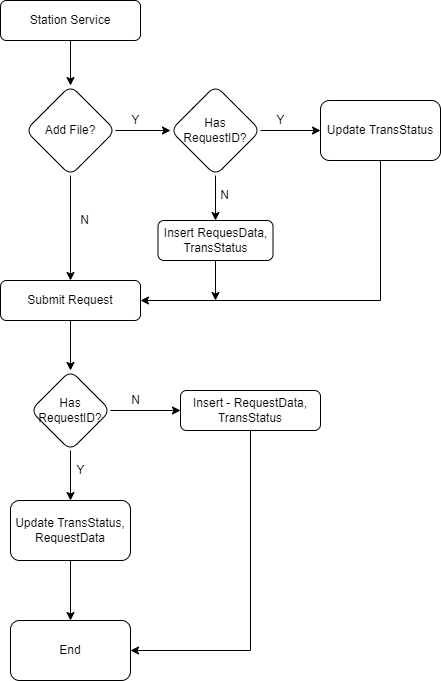 Station Service
Add File?
Y
Has
RequestID?
Y
Update TransStatus
N
N
Insert RequesData,
TransStatus
Submit Request
Has
RequestID?
N
Insert - RequestData,
TransStatus
Y
Update TransStatus,
RequestData
End